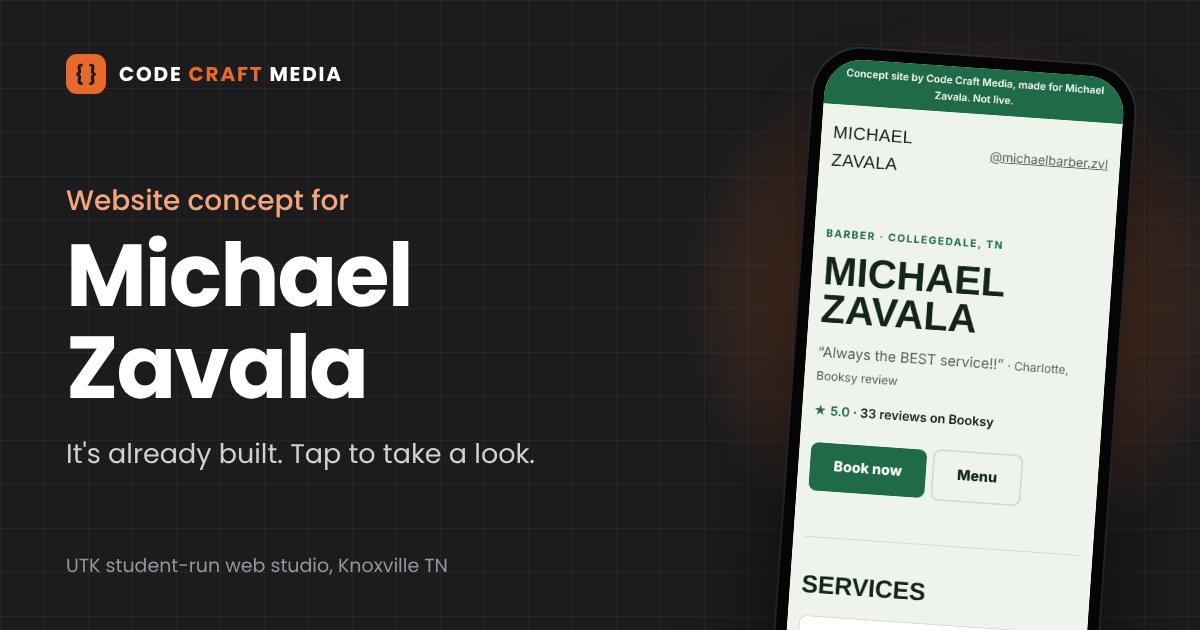 {} CODE CRAFT MEDIA
Website concept for
Michael
Zavala
It's already built. Tap to take a look.
UTK student-run web studio, Knoxville TN
Concept site by Code Craft Media, made for Michael
Zavala. Not live.
MICHAEL
ZAVALA
@michaelbarber.zvl
BARBER · COLLEGEDALE, TN
MICHAEL
ZAVALA
“Always the BEST service!!” · Charlotte,
Booksy review
★ 5.0 · 33 reviews on Booksy
Book now
Menu
SERVICES